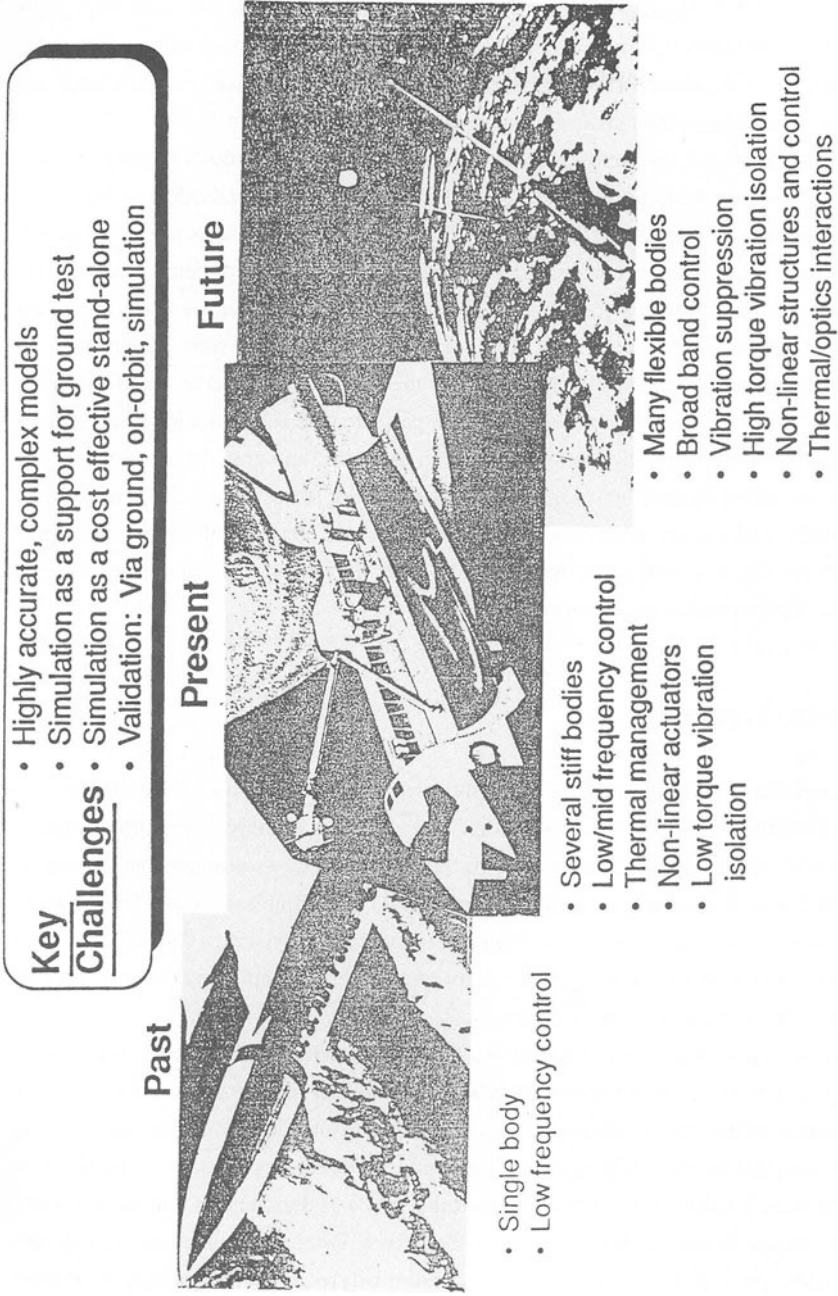 Key
Challenges
• Highly accurate, complex models
• Simulation as a support for ground test
• Simulation as a cost effective stand-alone
• Validation: Via ground, on-orbit, simulation
Past
• Single body
• Low frequency control
Present
• Several stiff bodies
• Low/mid frequency control
• Thermal management
• Non-linear actuators
• Low torque vibration
isolation
Future
• Many flexible bodies
• Broad band control
• Vibration suppression
• High torque vibration isolation
• Non-linear structures and control
• Thermal/optics interactions